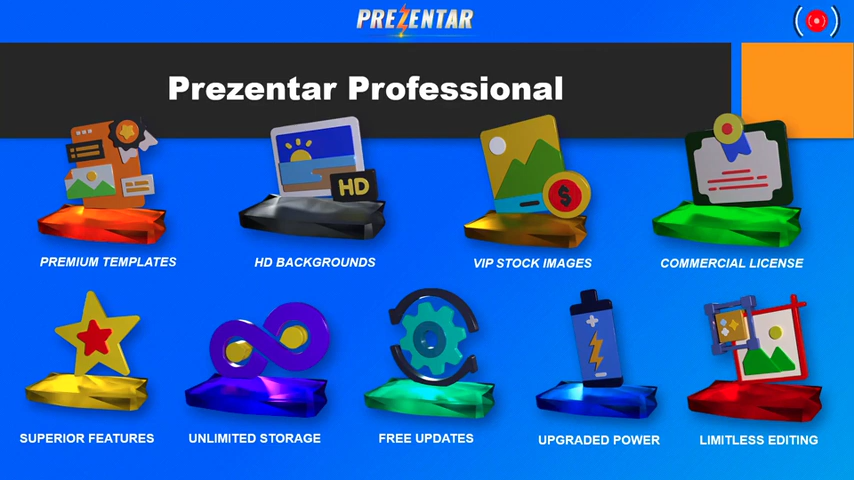 PREZENTAR
Prezentar Professional
HD
$
PREMIUM TEMPLATES
HD BACKGROUNDS
VIP STOCK IMAGES
COMMERCIAL LICENSE
SUPERIOR FEATURES
UNLIMITED STORAGE
FREE UPDATES
UPGRADED POWER
LIMITLESS EDITING